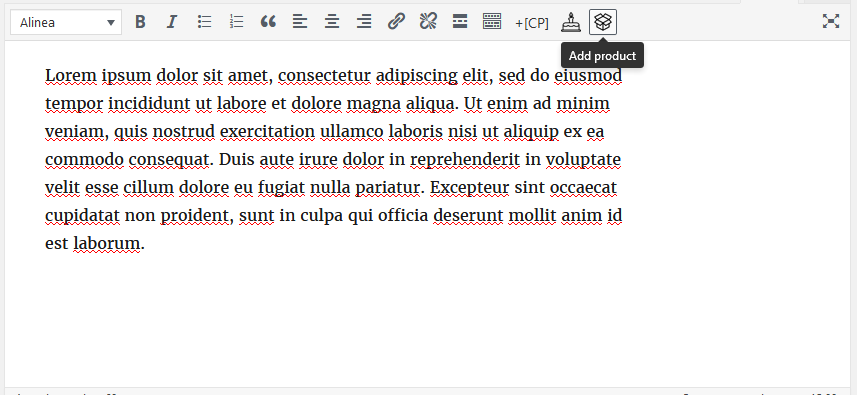 Alinea
B I +[CP]
Add product
Lorem ipsum dolor sit amet, consectetur adipiscing elit, sed do eiusmod
tempor incididunt ut labore et dolore magna aliqua. Ut enim ad minim
veniam, quis nostrud exercitation ullamco laboris nisi ut aliquip ex ea
commodo consequat. Duis aute irure dolor in reprehenderit in voluptate
velit esse cillum dolore eu fugiat nulla pariatur. Excepteur sint occaecat
cupidatat non proident, sunt in culpa qui officia deserunt mollit anim id
est laborum.